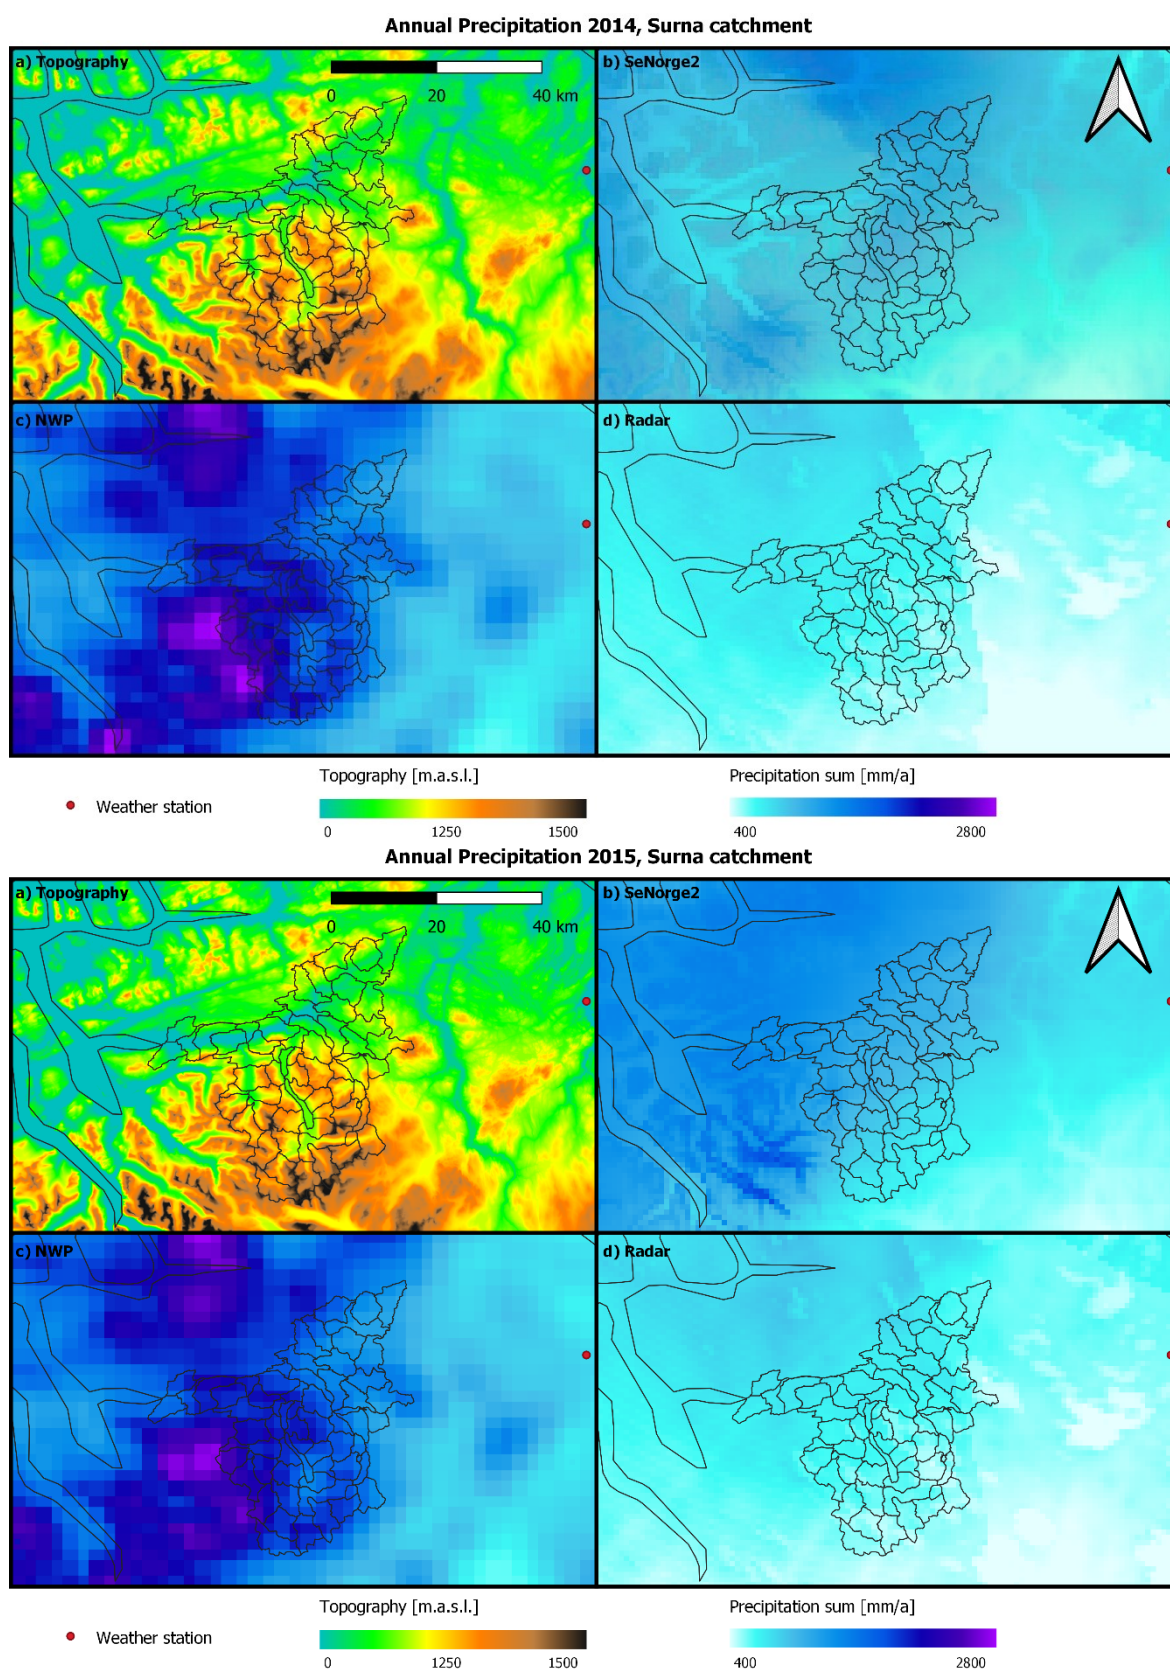 Annual Precipitation 2014, Surna catchment
a) Topography
0 20 40 km
b) SeNorge2
c) NWP
d) Radar
Weather station
Topography [m.a.s.l.]
0 1250 1500
Precipitation sum [mm/a]
400 2800
Annual Precipitation 2015, Surna catchment
a) Topography
0 20 40 km
b) SeNorge2
c) NWP
d) Radar
Weather station
Topography [m.a.s.l.]
0 1250 1500
Precipitation sum [mm/a]
400 2800